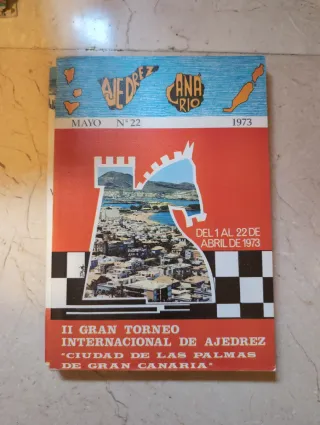 AJEDREZ CANARIO
MAYO Nº 22 1973
DEL 1 AL 22 DE
ABRIL DE 1973
II GRAN TORNEO
INTERNACIONAL DE AJEDREZ
"CIUDAD DE LAS PALMAS
DE GRAN CANARIA"